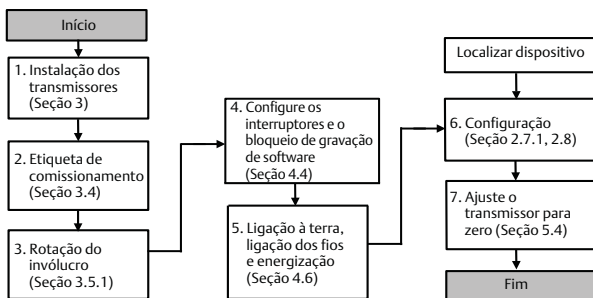 Início
1. Instalação dos
transmissores
(Seção 3)
2. Etiqueta de
comissionamento
(Seção 3.4)
3. Rotação do
invólucro
(Seção 3.5.1)
4. Configure os
interruptores e o
bloqueio de gravação
de software
(Seção 4.4)
5. Ligação à terra,
ligação dos fios
e energização
(Seção 4.6)
Localizar dispositivo
6. Configuração
(Seção 2.7.1, 2.8)
7. Ajuste o
transmissor para
zero (Seção 5.4)
Fim